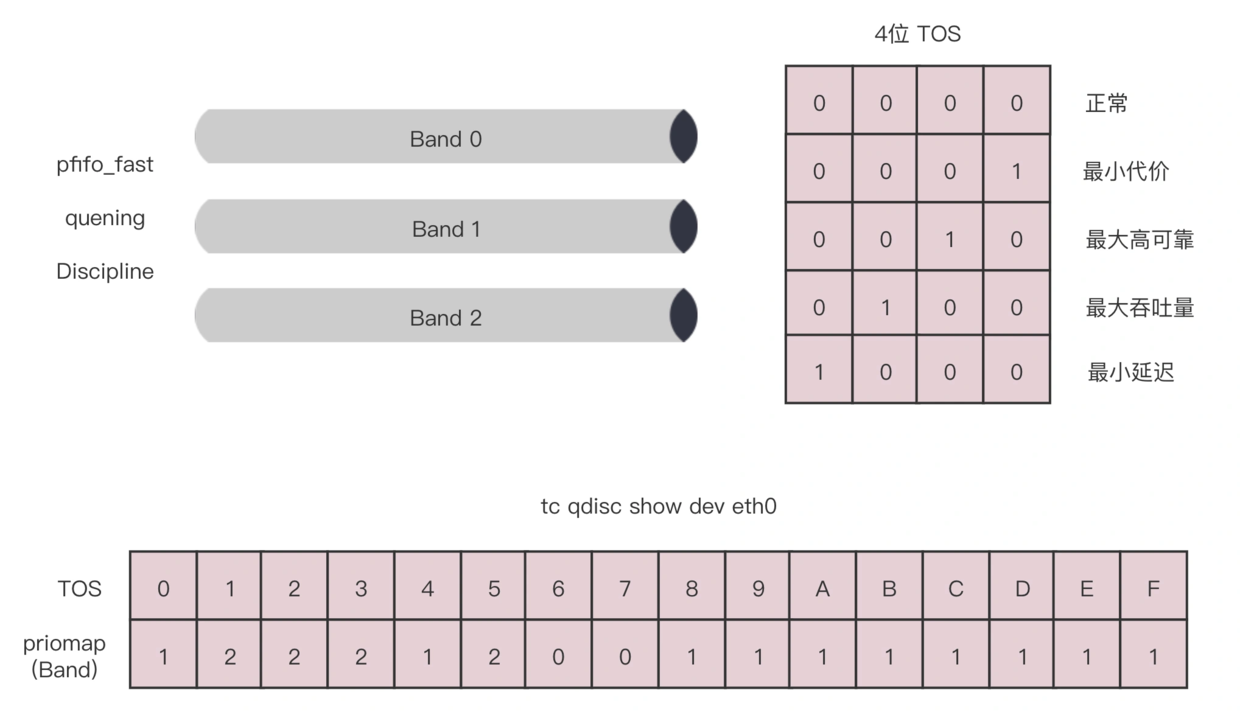 4位 TOS
pfifo_fast
quening
Discipline
Band 0
Band 1
Band 2
0 0 0 0 正常
0 0 0 1 最小代价
0 0 1 0 最大高可靠
0 1 0 0 最大吞吐量
1 0 0 0 最小延迟
tc qdisc show dev eth0
TOS 0 1 2 3 4 5 6 7 8 9 A B C D E F
priomap
(Band) 1 2 2 2 1 2 0 0 1 1 1 1 1 1 1 1